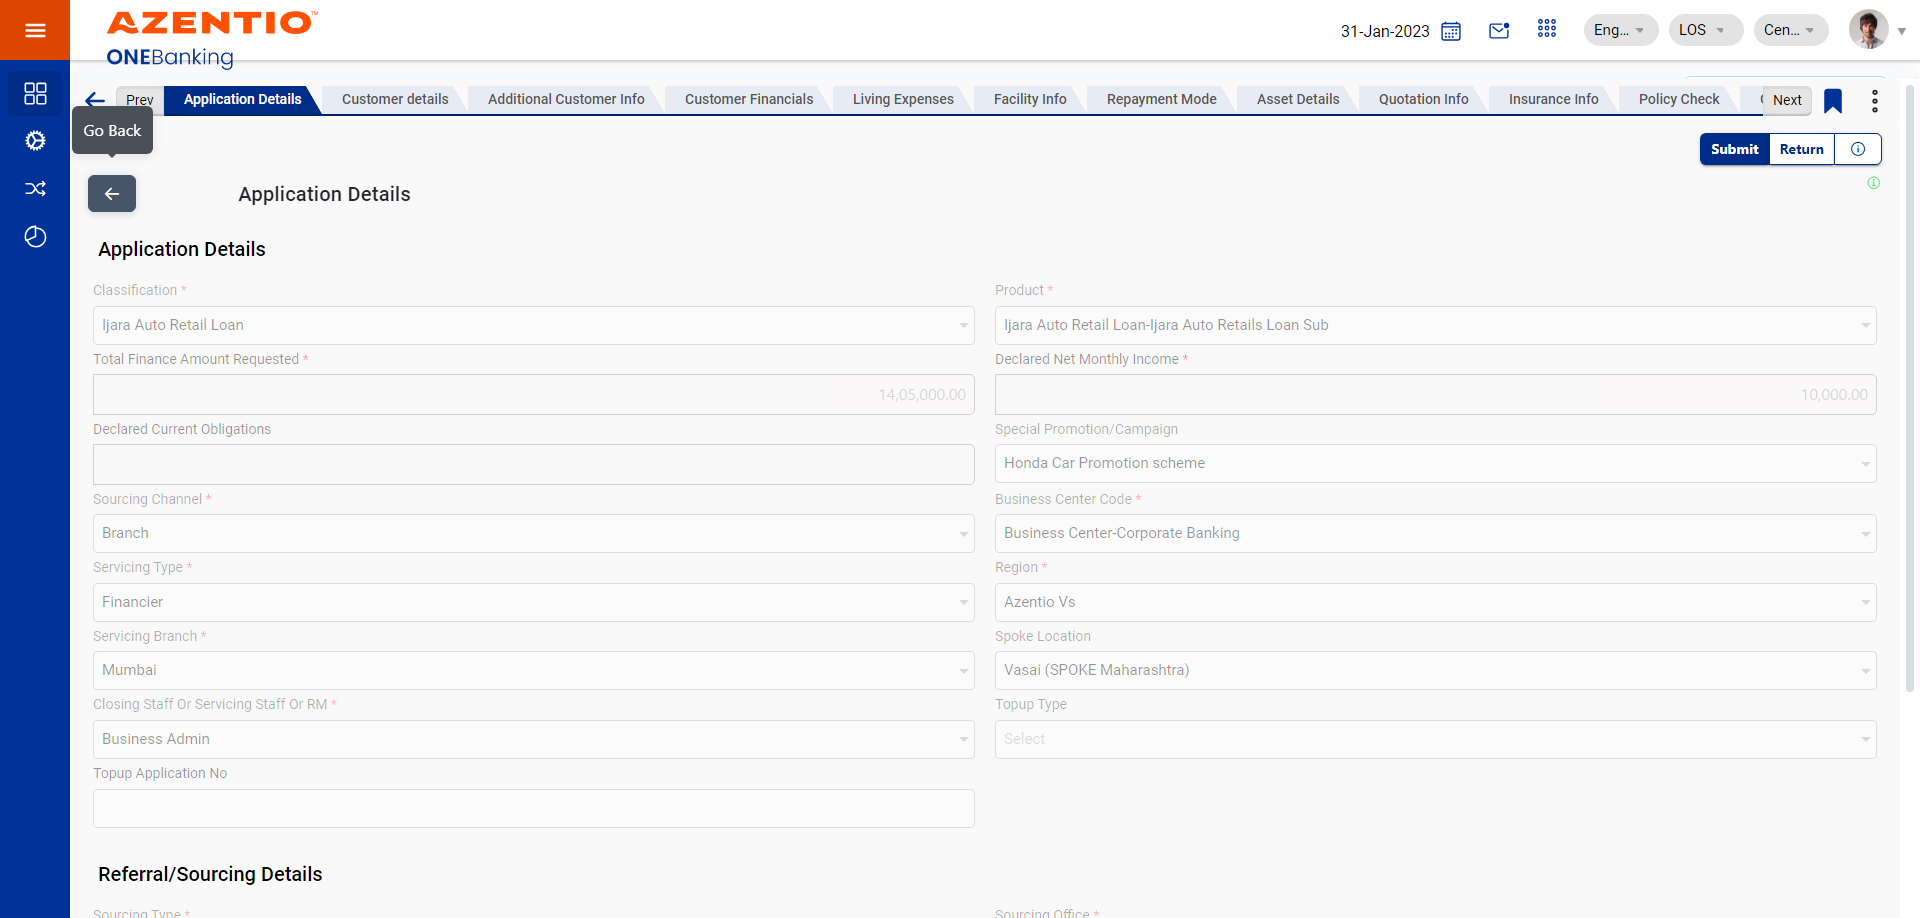 AZENTIO™
ONEBanking
31-Jan-2023
Eng...
LOS
Cen...
Prev
Application Details
Customer details
Additional Customer Info
Customer Financials
Living Expenses
Facility Info
Repayment Mode
Asset Details
Quotation Info
Insurance Info
Policy Check
Next
Go Back
Submit
Return
Application Details
Application Details
Classification *
Product *
Ijara Auto Retail Loan
Ijara Auto Retail Loan-Ijara Auto Retails Loan Sub
Total Finance Amount Requested *
Declared Net Monthly Income *
14,05,000.00
10,000.00
Declared Current Obligations
Special Promotion/Campaign
Honda Car Promotion scheme
Sourcing Channel *
Business Center Code *
Branch
Business Center-Corporate Banking
Servicing Type *
Region *
Financier
Azentio Vs
Servicing Branch *
Spoke Location
Mumbai
Vasai (SPOKE Maharashtra)
Closing Staff Or Servicing Staff Or RM *
Topup Type
Business Admin
Select
Topup Application No
Referral/Sourcing Details
Sourcing Type *
Sourcing Office *